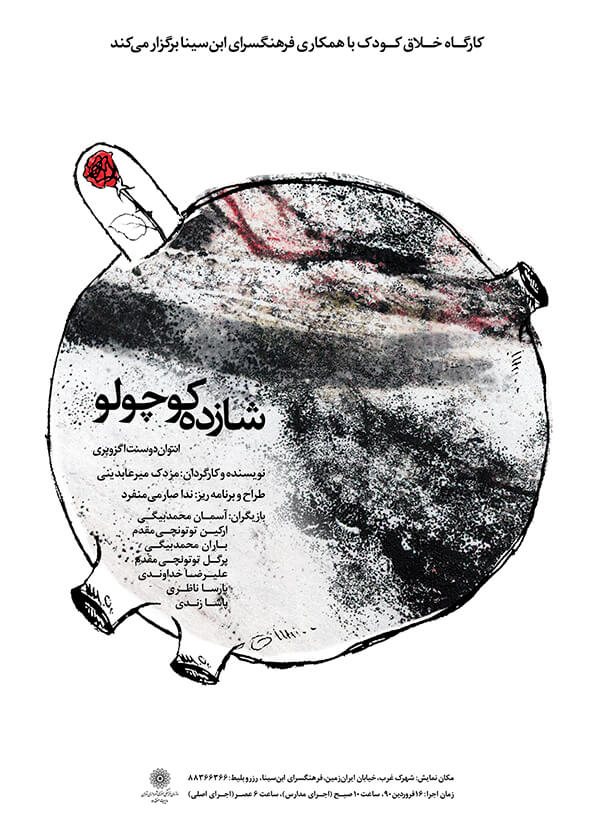 کارگاه خلاق کودک با همکاری فرهنگسرای ابن‌سینا برگزار می‌کند
شازده کوچولو
انتوان دوسنت اگزوپری
نویسنده و کارگردان: مزدک میرعابدینی
طراح و برنامه ریز: ندا صارمی‌منفرد
بازیگران: آسمان محمدبیگی
ارکین توتونچی‌مقدم
باران محمدبیگی
پرگل توتونچی‌مقدم
علیرضا خداوندی
پارسا ناظری
پاشا زندی
مکان نمایش: شهرک غرب، خیابان ایران‌زمین، فرهنگسرای ابن‌سینا، رزرو بلیط: ۸۸۳۶۶۳۶۶
زمان اجرا: ۱۶ فروردین ۹۰، ساعت ۱۰ صبح (اجرای مدارس)، ساعت ۶ عصر (اجرای اصلی)